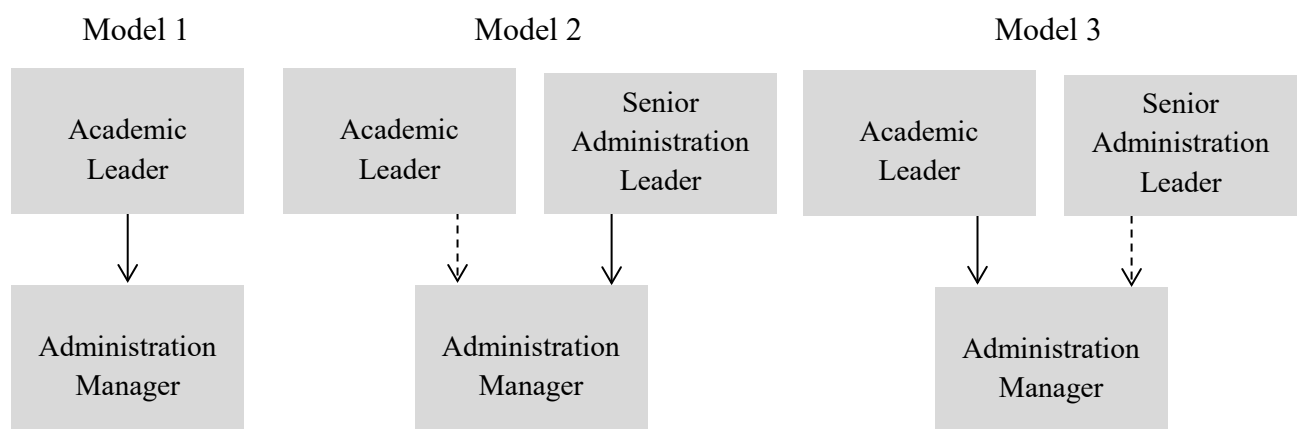 Model 1
Academic
Leader
Administration
Manager
Model 2
Academic
Leader
Senior
Administration
Leader
Administration
Manager
Model 3
Academic
Leader
Senior
Administration
Leader
Administration
Manager